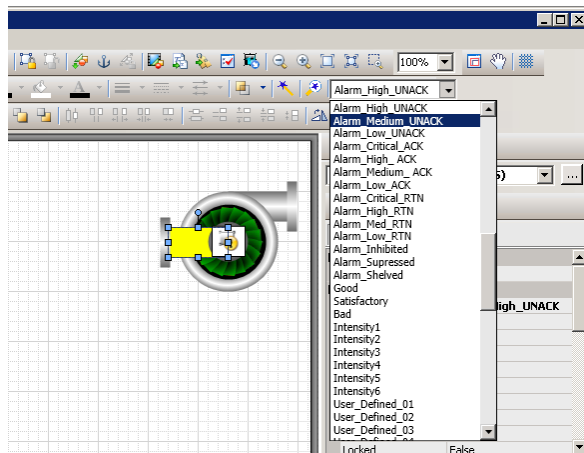 100%
Alarm_High_UNACK
Alarm_High_UNACK
Alarm_Medium_UNACK
Alarm_Low_UNACK
Alarm_Critical_ACK
Alarm_High_ ACK
Alarm_Medium_ ACK
Alarm_Low_ACK
Alarm_Critical_RTN
Alarm_High_RTN
Alarm_Med_RTN
Alarm_Low_RTN
Alarm_Inhibited
Alarm_Supressed
Alarm_Shelved
Good
Satisfactory
Bad
Intensity1
Intensity2
Intensity3
Intensity4
Intensity5
Intensity6
User_Defined_01
User_Defined_02
User_Defined_03
...
High_UNACK
Locked False